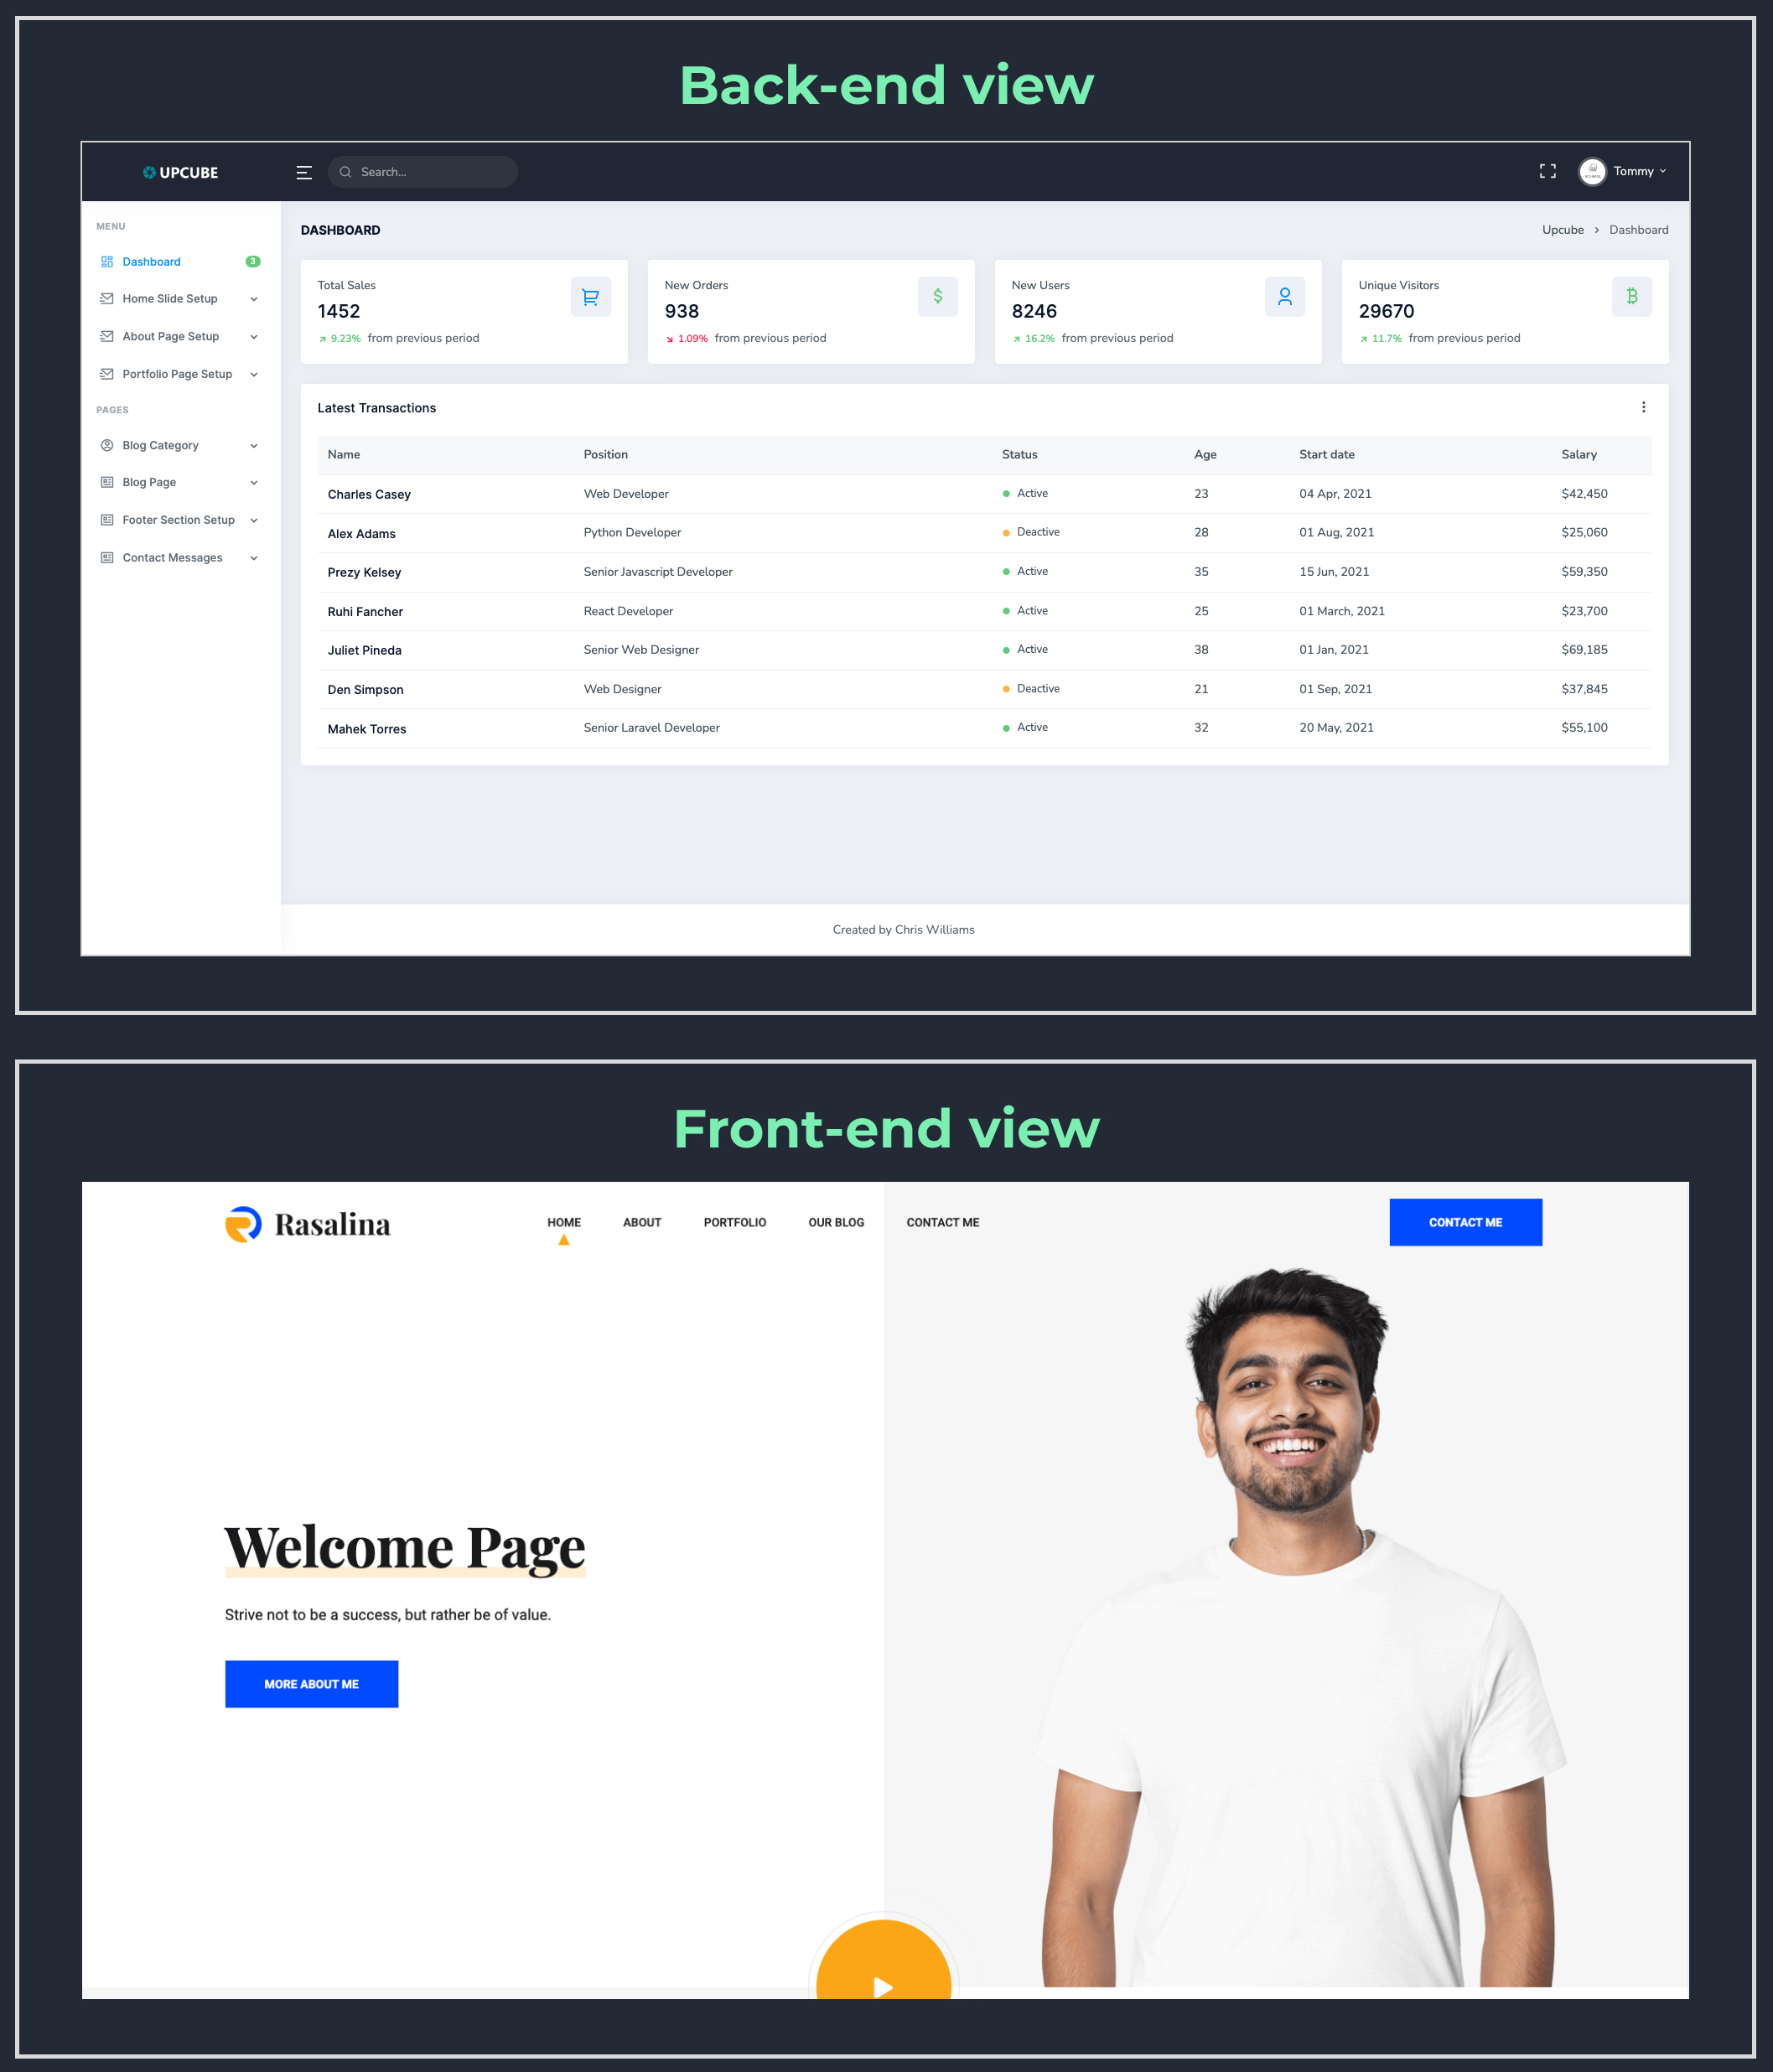 Back-end view
UPCUBE
Search...
Tommy
MENU
Dashboard 3
Home Slide Setup
About Page Setup
Portfolio Page Setup
PAGES
Blog Category
Blog Page
Footer Section Setup
Contact Messages
DASHBOARD
Upcube > Dashboard
Total Sales
1452
9.23% from previous period
New Orders
938
1.09% from previous period
New Users
8246
16.2% from previous period
Unique Visitors
29670
11.7% from previous period
Latest Transactions
Name Position Status Age Start date Salary
Charles Casey Web Developer Active 23 04 Apr, 2021 $42,450
Alex Adams Python Developer Deactive 28 01 Aug, 2021 $25,060
Prezy Kelsey Senior Javascript Developer Active 35 15 Jun, 2021 $59,350
Ruhi Fancher React Developer Active 25 01 March, 2021 $23,700
Juliet Pineda Senior Web Designer Active 38 01 Jan, 2021 $69,185
Den Simpson Web Designer Deactive 21 01 Sep, 2021 $37,845
Mahek Torres Senior Laravel Developer Active 32 20 May, 2021 $55,100
Created by Chris Williams
Front-end view
Rasalina
HOME ABOUT PORTFOLIO OUR BLOG CONTACT ME
CONTACT ME
Welcome Page
Strive not to be a success, but rather be of value.
MORE ABOUT ME